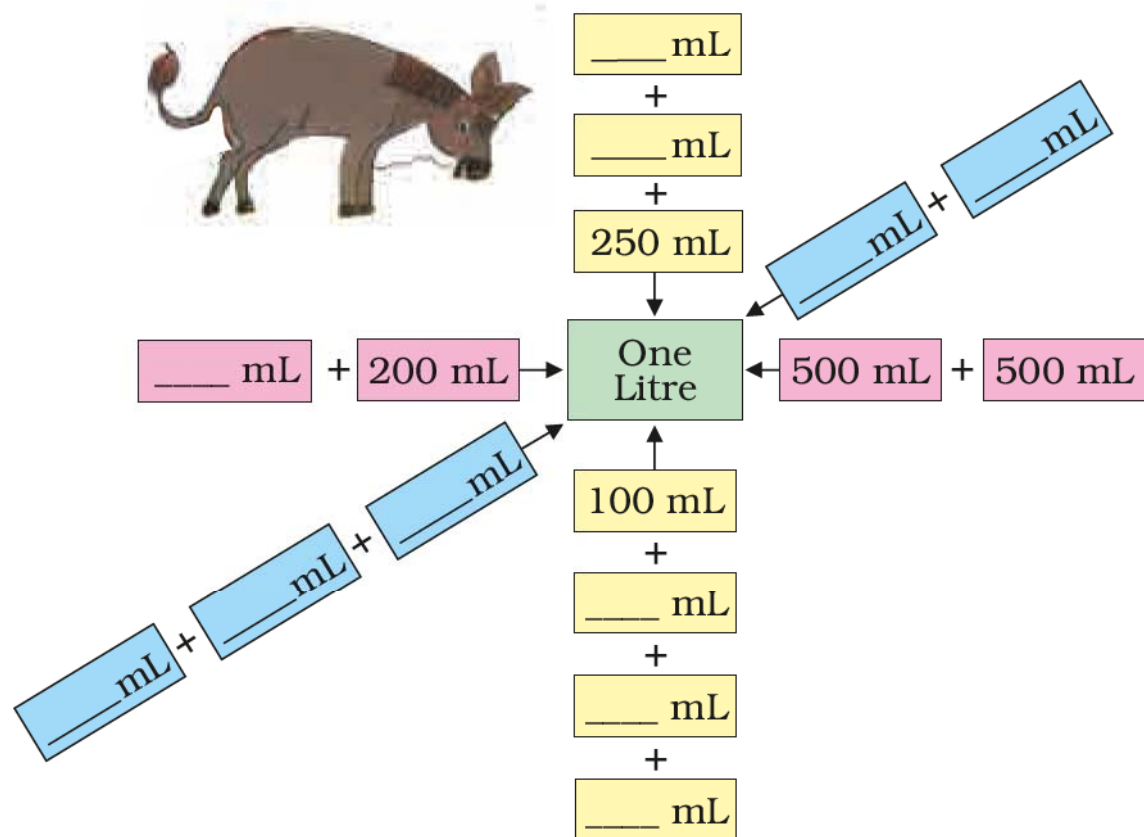 ____ mL
+
____ mL
+
250 mL
____mL + ____mL
____ mL + 200 mL
One
Litre
500 mL + 500 mL
____mL + ____mL + ____mL
100 mL
+
____ mL
+
____ mL
+
____ mL